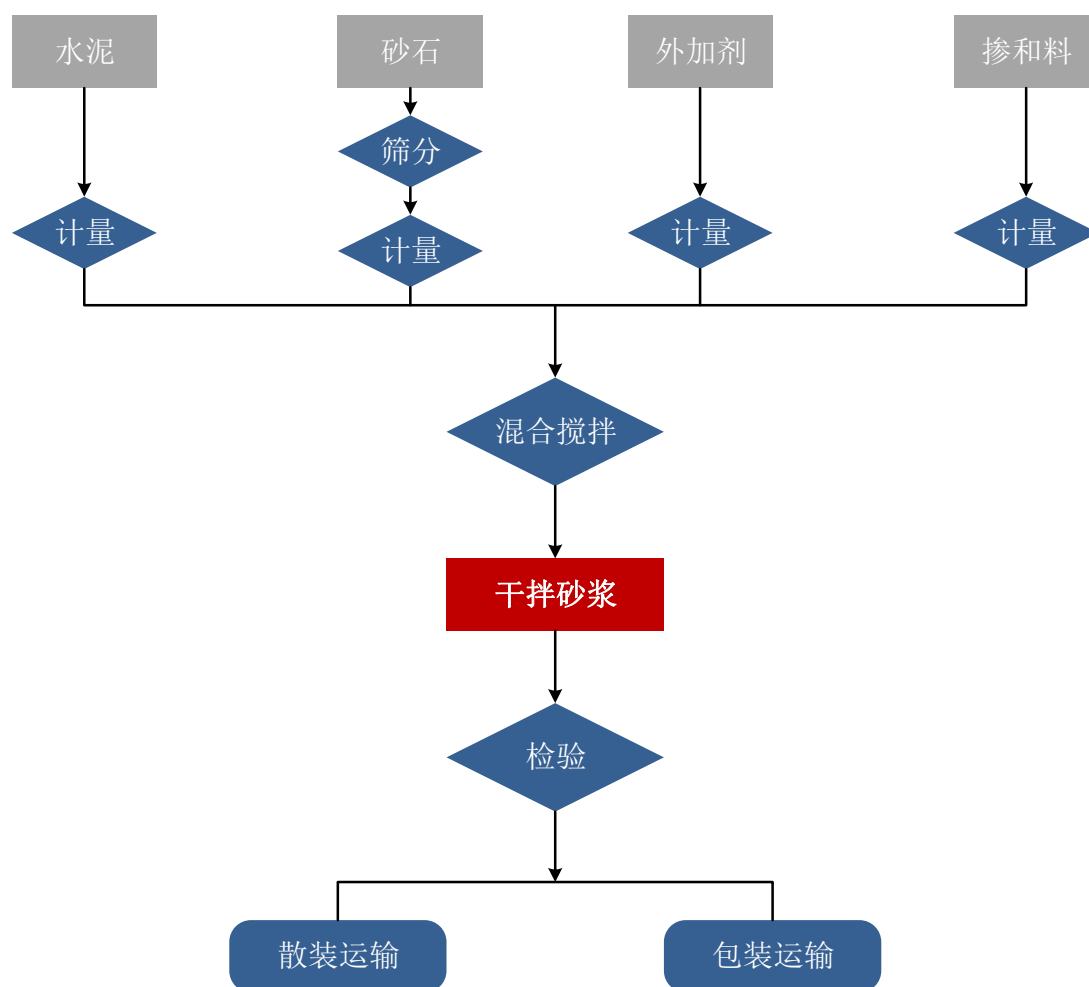 水泥
砂石
外加剂
掺和料
筛分
计量
计量
计量
计量
混合搅拌
干拌砂浆
检验
散装运输
包装运输